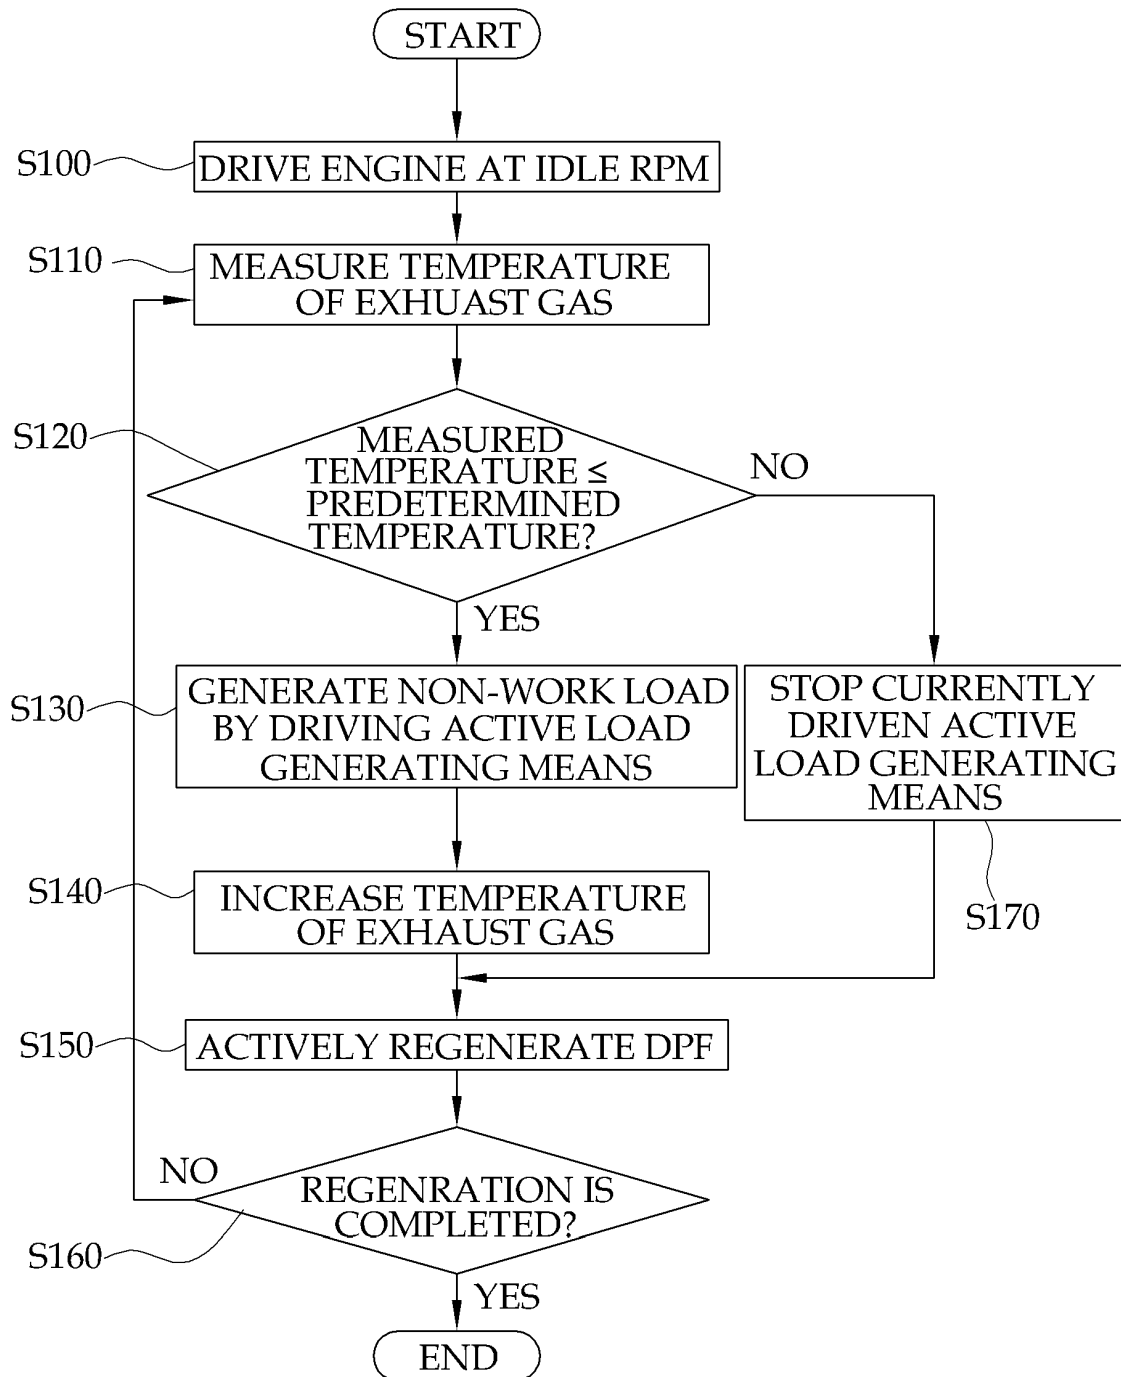 START
S100
DRIVE ENGINE AT IDLE RPM
S110
MEASURE TEMPERATURE
OF EXHUAST GAS
S120
MEASURED
TEMPERATURE ≤
PREDETERMINED
TEMPERATURE?
NO
YES
S130
GENERATE NON-WORK LOAD
BY DRIVING ACTIVE LOAD
GENERATING MEANS
STOP CURRENTLY
DRIVEN ACTIVE
LOAD GENERATING
MEANS
S170
S140
INCREASE TEMPERATURE
OF EXHAUST GAS
S150
ACTIVELY REGENERATE DPF
NO
REGENRATION IS
COMPLETED?
S160
YES
END